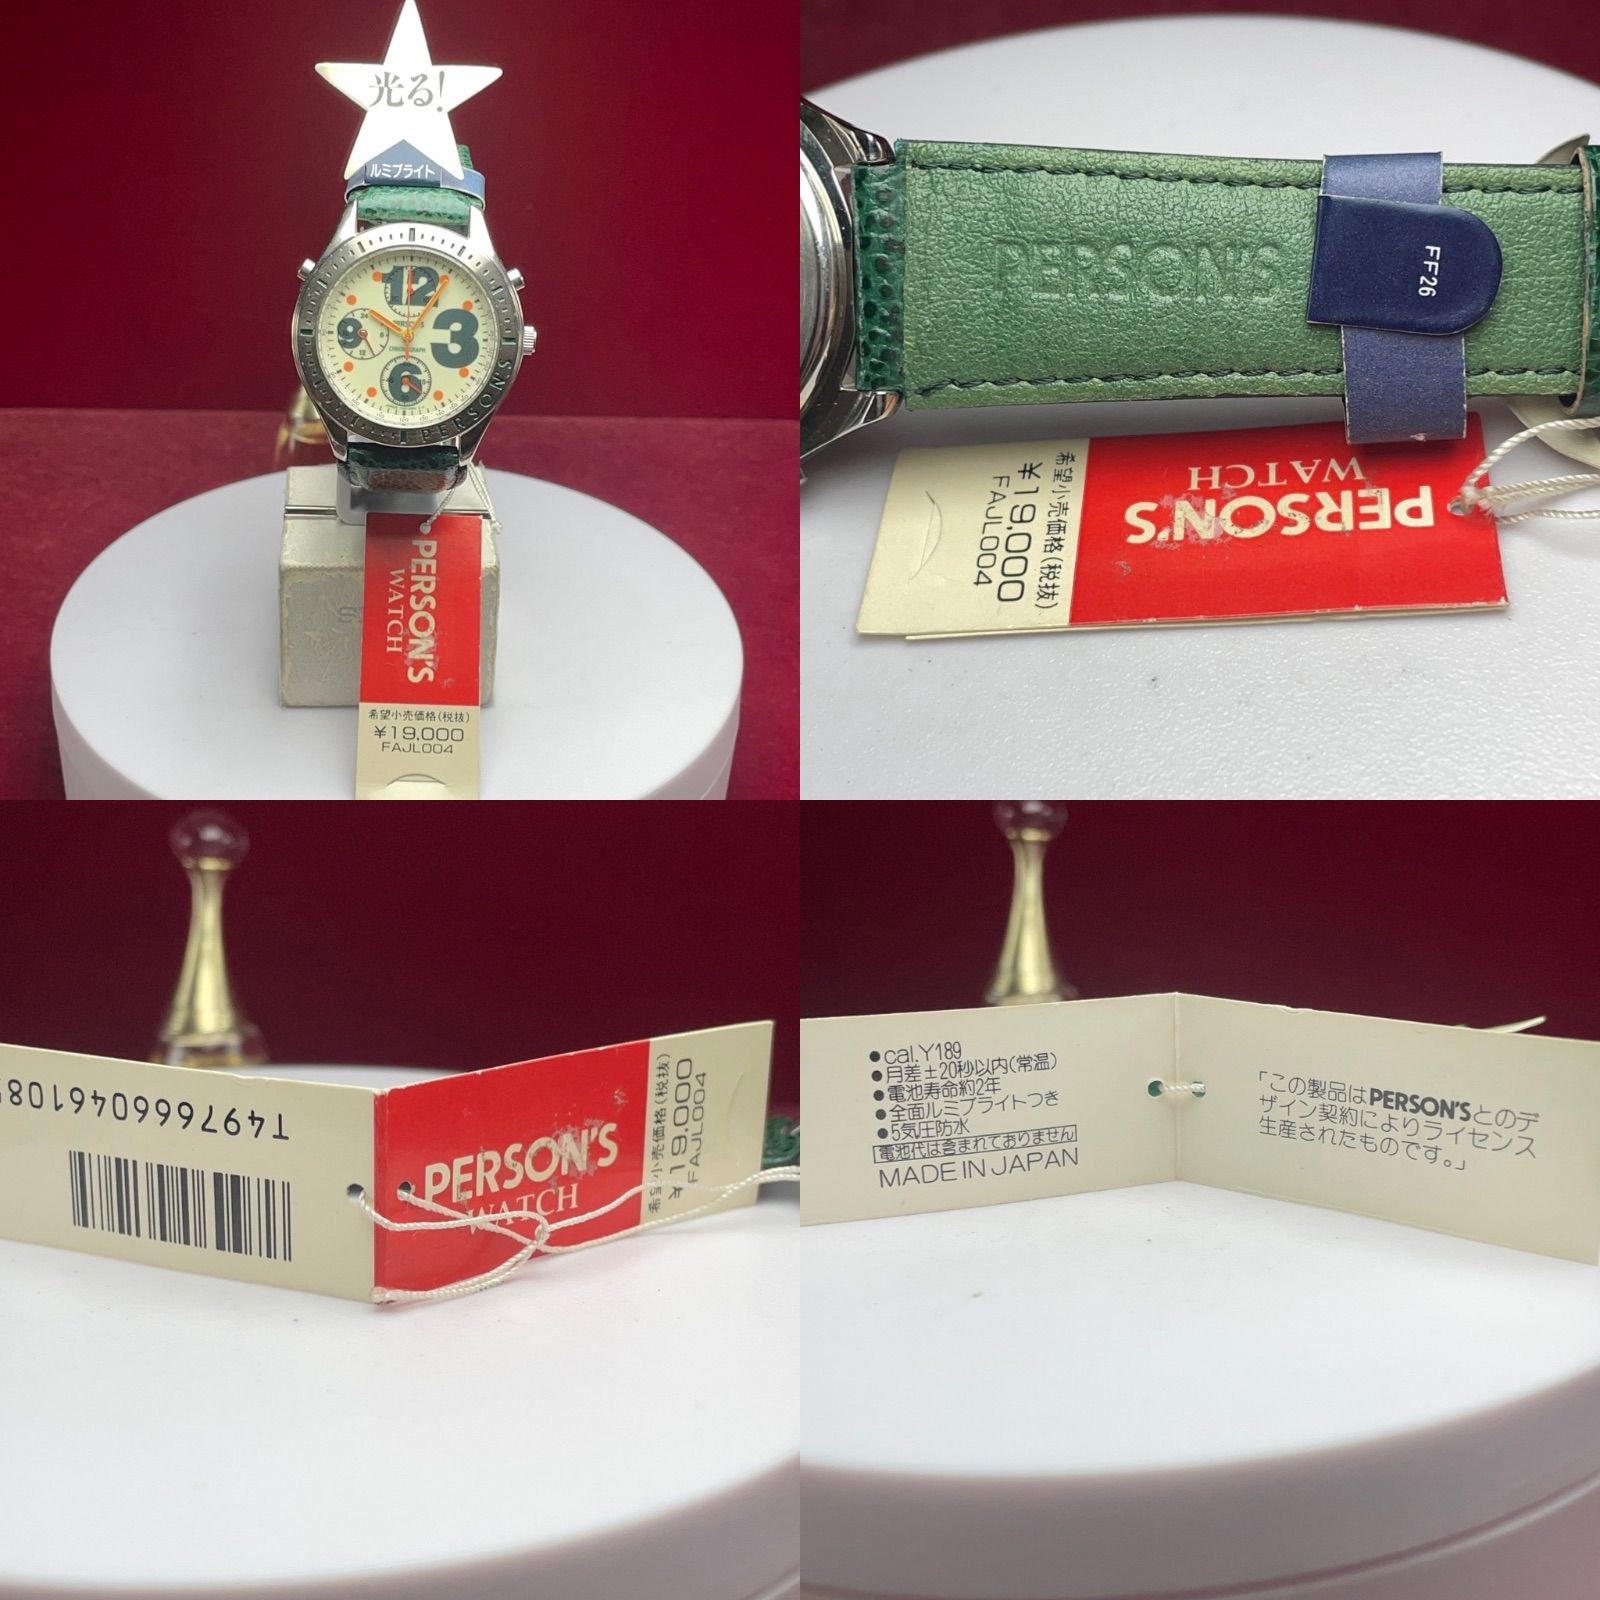 光る!
ルミブライト
12
3
6
9
24
12
6
PERSON'S
CHRONOGRAPH
PERSON'S
PERSON'S
WATCH
希望小売価格(税抜)
¥19,000
FAJL004
PERSON'S
FF26
PERSON'S
WATCH
希望小売価格(税抜)
¥19,000
FAJL004
PERSON'S
WATCH
希望小売価格(税抜)
¥19,000
FAJL004
●cal.Y189
●月差±20秒以内(常温)
●電池寿命約2年
●全面ルミブライトつき
●5気圧防水
電池代は含まれておりません
MADE IN JAPAN
「この製品はPERSON'Sとのデ
ザイン契約によりライセンス
生産されたものです。」